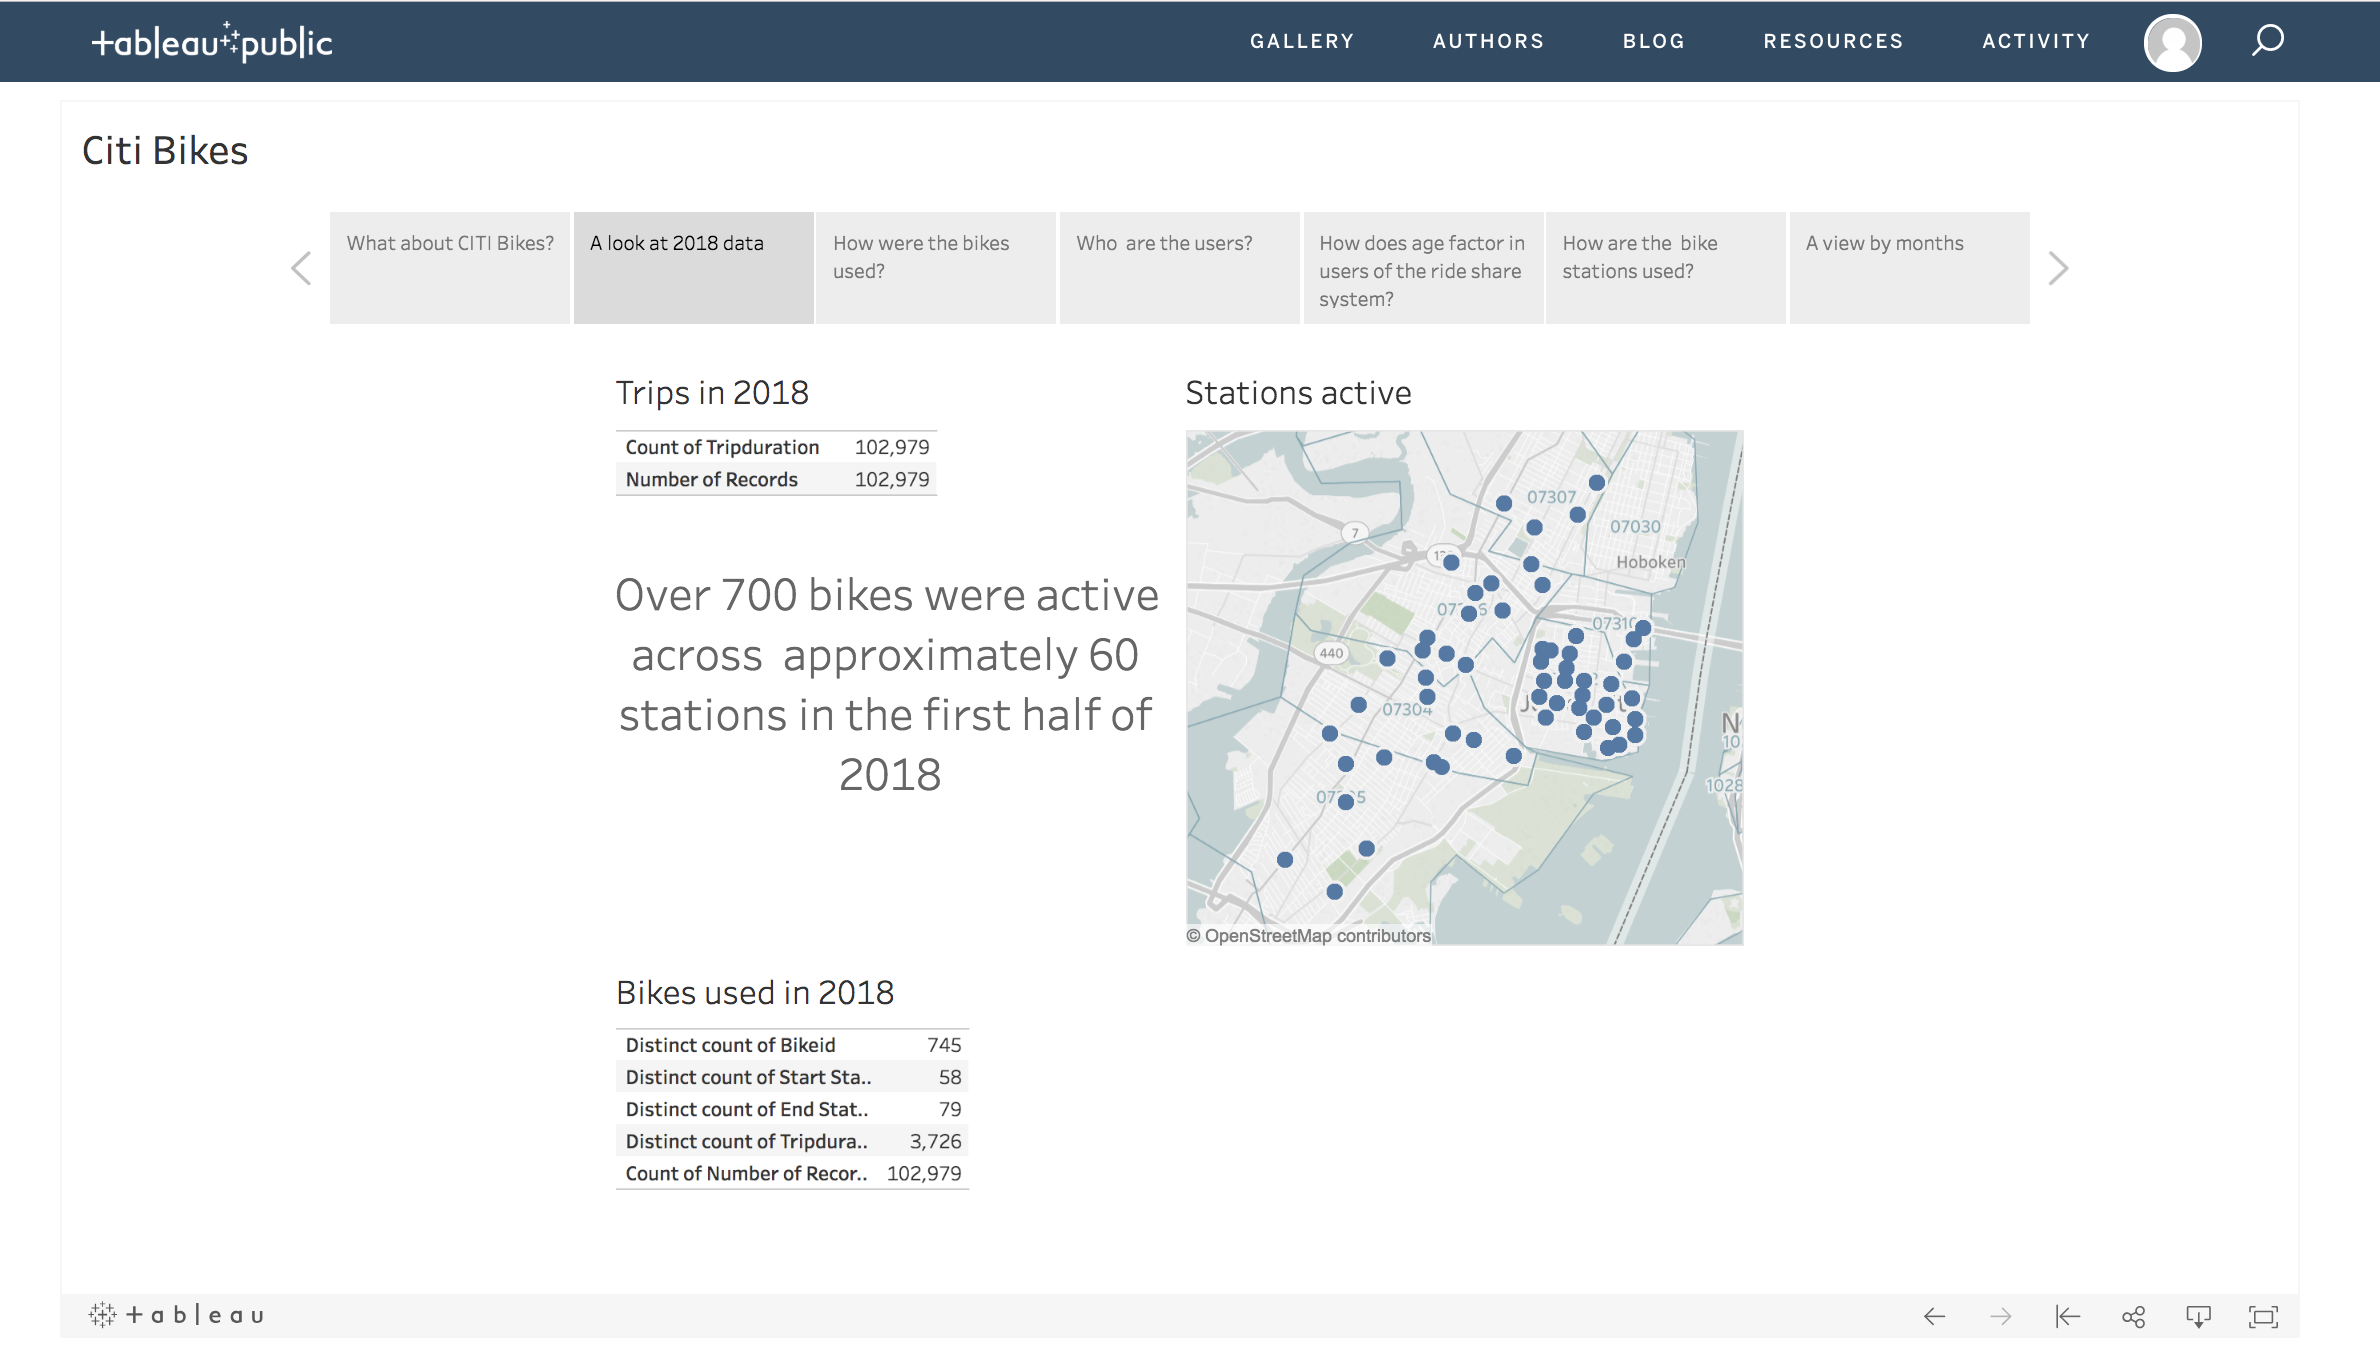 tableau public
GALLERY AUTHORS BLOG RESOURCES ACTIVITY
Citi Bikes
What about CITI Bikes?
A look at 2018 data
How were the bikes
used?
Who are the users?
How does age factor in
users of the ride share
system?
How are the bike
stations used?
A view by months
Trips in 2018
Count of Tripduration 102,979
Number of Records 102,979
Over 700 bikes were active
across approximately 60
stations in the first half of
2018
Stations active
07307
07030
7
Hoboken
440
07310
07304
10
1028
© OpenStreetMap contributors
Bikes used in 2018
Distinct count of Bikeid 745
Distinct count of Start Sta.. 58
Distinct count of End Stat.. 79
Distinct count of Tripdura.. 3,726
Count of Number of Recor.. 102,979
tableau